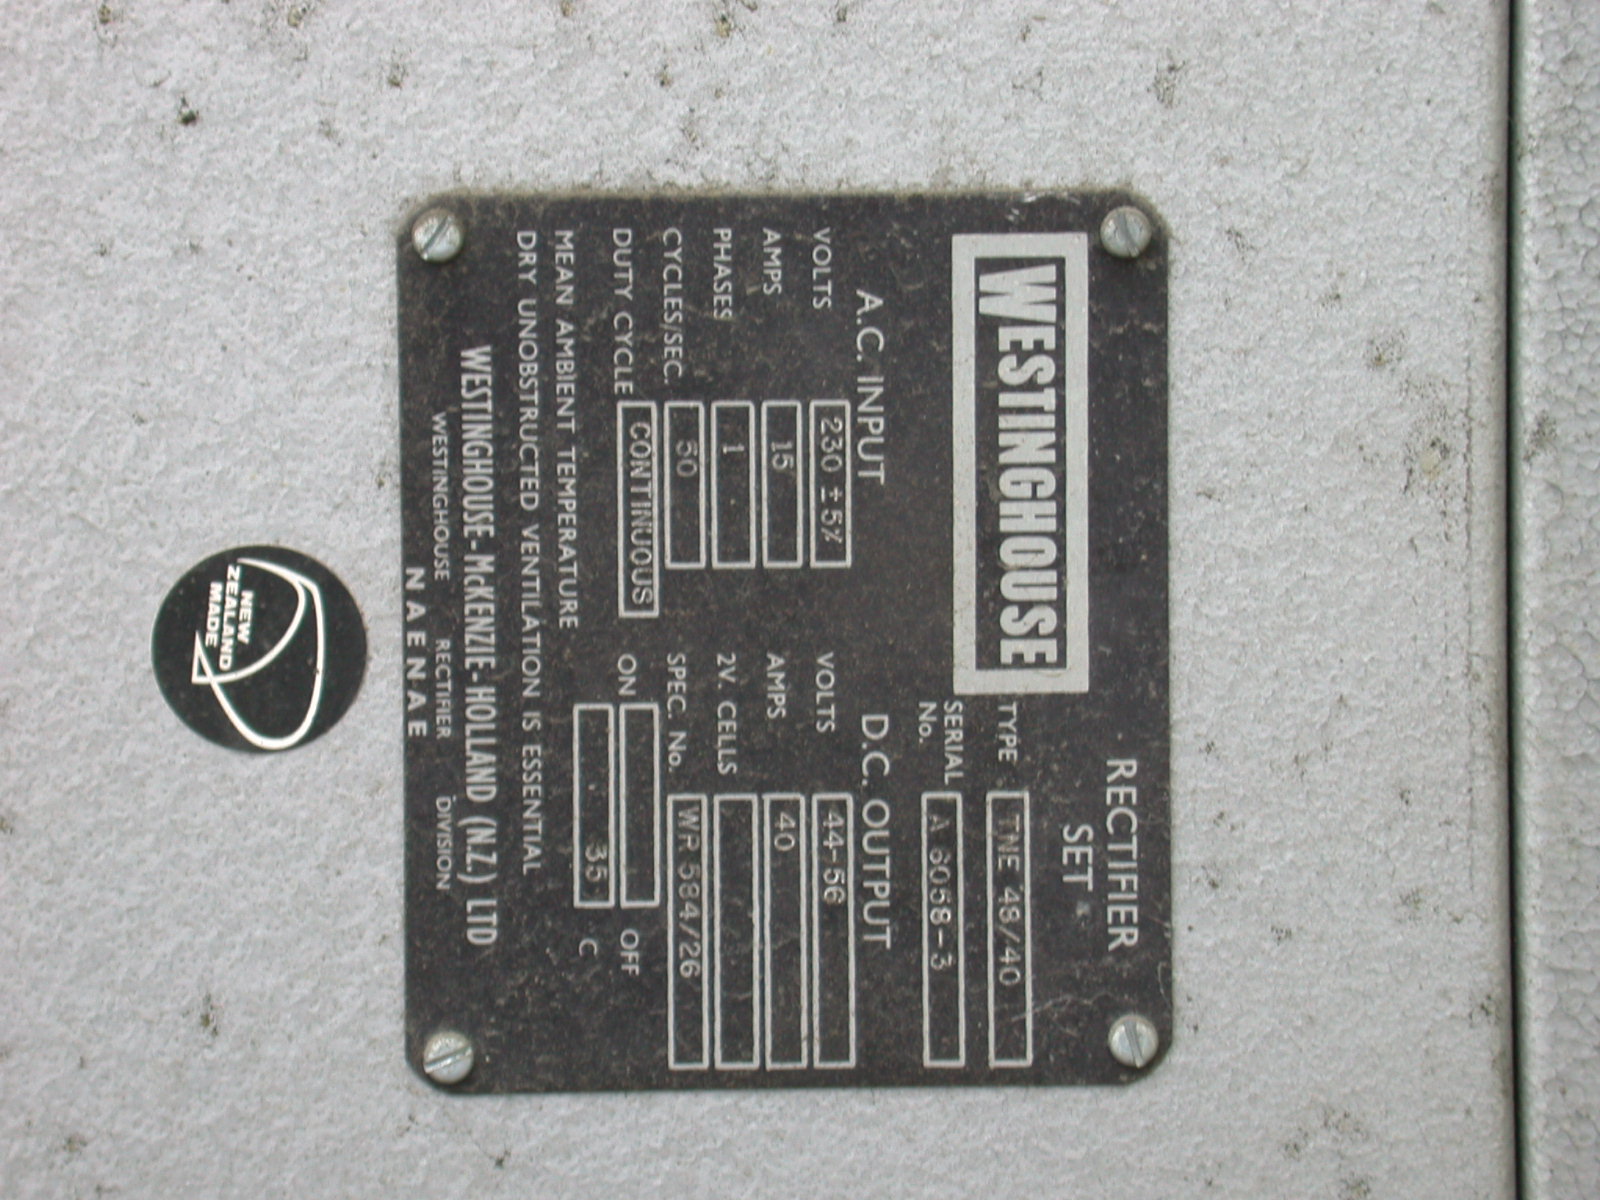 WESTINGHOUSE
RECTIFIER
SET
TYPE TNE 48/40
SERIAL No. A 6058-3
A.C. INPUT
VOLTS 230 ±5%
AMPS 15
PHASES 1
CYCLES/SEC. 50
DUTY CYCLE CONTINUOUS
D.C. OUTPUT
VOLTS 44-56
AMPS 40
2V. CELLS
SPEC. No. WR 584/26
ON OFF
MEAN AMBIENT TEMPERATURE 35 C
DRY UNOBSTRUCTED VENTILATION IS ESSENTIAL
WESTINGHOUSE-McKENZIE-HOLLAND (N.Z.) LTD
WESTINGHOUSE RECTIFIER DIVISION
NAENAE
NEW
ZEALAND
MADE